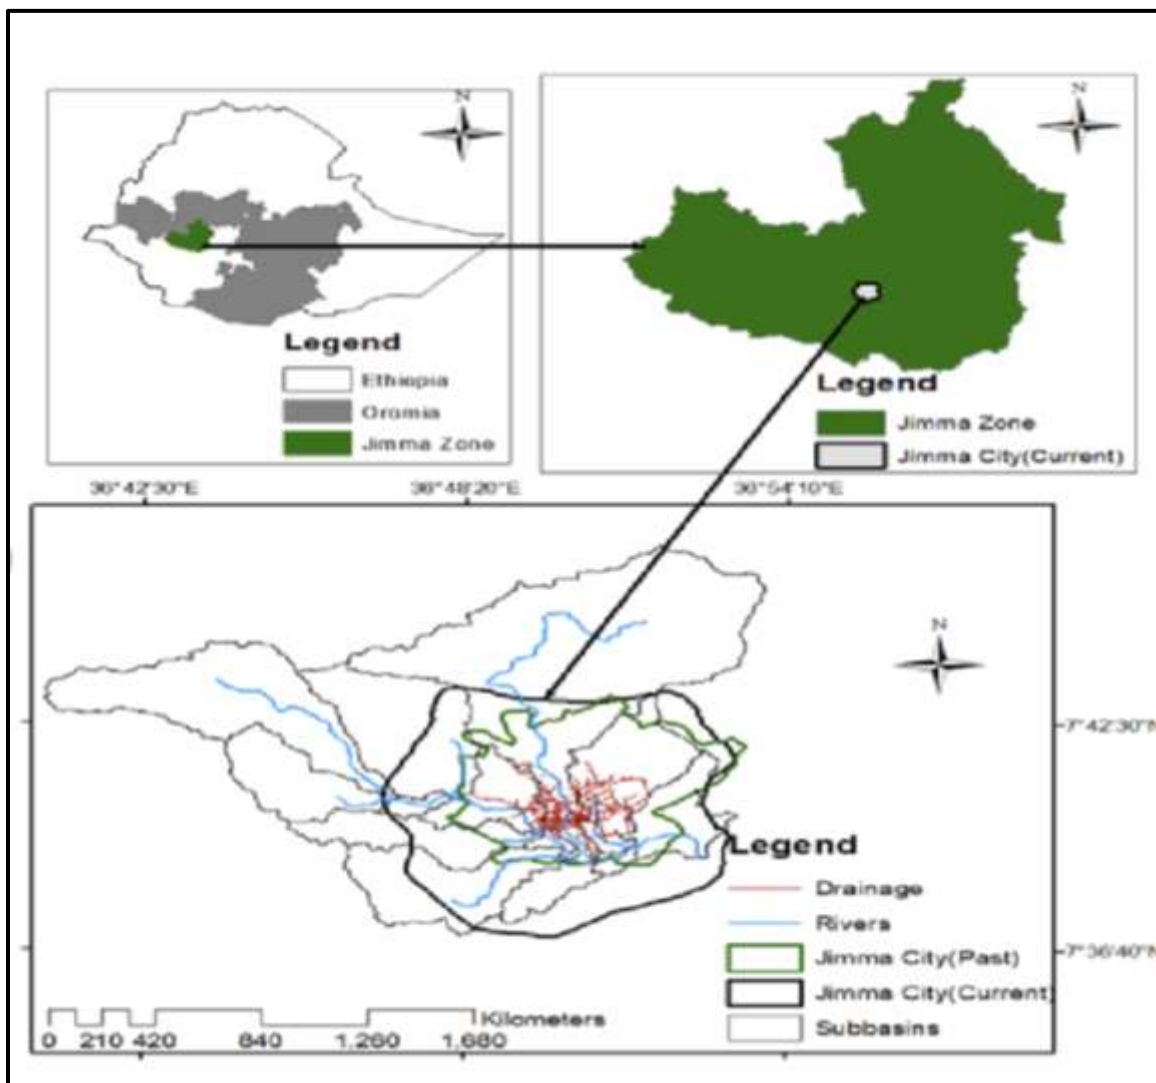 N
N
Legend
Ethiopia
Oromia
Jimma Zone
Legend
Jimma Zone
Jimma City(Current)
36°42'30"E 36°48'20"E 36°54'10"E
N
7°42'30"N
Legend
Drainage
Rivers
Jimma City(Past)
Jimma City(Current)
Subbasins
7°36'40"N
Kilometers
0 210 420 840 1,260 1,680